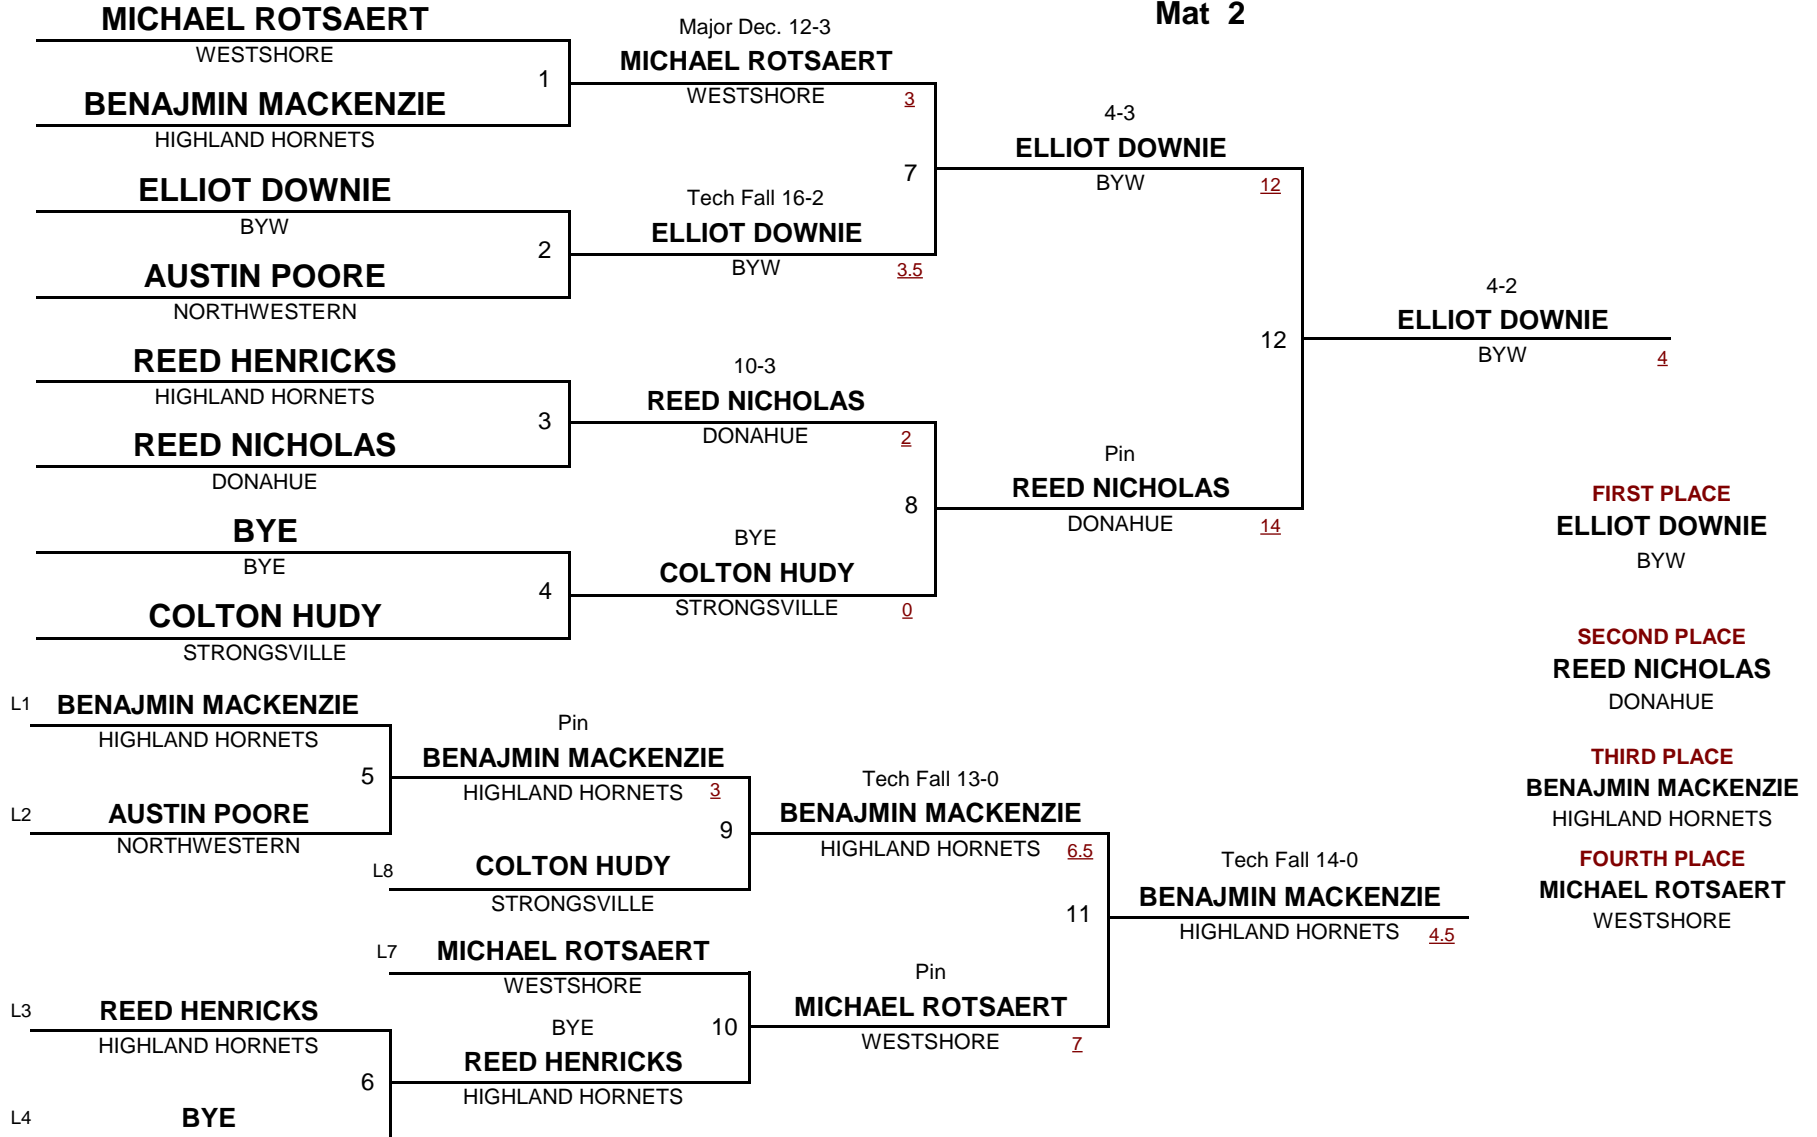 Mat 2
MICHAEL ROTSAERT
WESTSHORE
1
BENAJMIN MACKENZIE
HIGHLAND HORNETS
ELLIOT DOWNIE
BYW
2
AUSTIN POORE
NORTHWESTERN
REED HENRICKS
HIGHLAND HORNETS
3
REED NICHOLAS
DONAHUE
BYE
BYE
4
COLTON HUDY
STRONGSVILLE
Major Dec. 12-3
MICHAEL ROTSAERT
WESTSHORE 3
7
Tech Fall 16-2
ELLIOT DOWNIE
BYW 3.5
10-3
REED NICHOLAS
DONAHUE 2
8
BYE
COLTON HUDY
STRONGSVILLE 0
4-3
ELLIOT DOWNIE
BYW 12
12
Pin
REED NICHOLAS
DONAHUE 14
4-2
ELLIOT DOWNIE
BYW 4
FIRST PLACE
ELLIOT DOWNIE
BYW
SECOND PLACE
REED NICHOLAS
DONAHUE
THIRD PLACE
BENAJMIN MACKENZIE
HIGHLAND HORNETS
FOURTH PLACE
MICHAEL ROTSAERT
WESTSHORE
L1 BENAJMIN MACKENZIE
HIGHLAND HORNETS
5
L2 AUSTIN POORE
NORTHWESTERN
Pin
BENAJMIN MACKENZIE
HIGHLAND HORNETS 3
9
L8 COLTON HUDY
STRONGSVILLE
L7 MICHAEL ROTSAERT
WESTSHORE
L3 REED HENRICKS
HIGHLAND HORNETS
6
L4 BYE
BYE 10
REED HENRICKS
HIGHLAND HORNETS
Tech Fall 13-0
BENAJMIN MACKENZIE
HIGHLAND HORNETS 6.5
11
Pin
MICHAEL ROTSAERT
WESTSHORE 7
Tech Fall 14-0
BENAJMIN MACKENZIE
HIGHLAND HORNETS 4.5